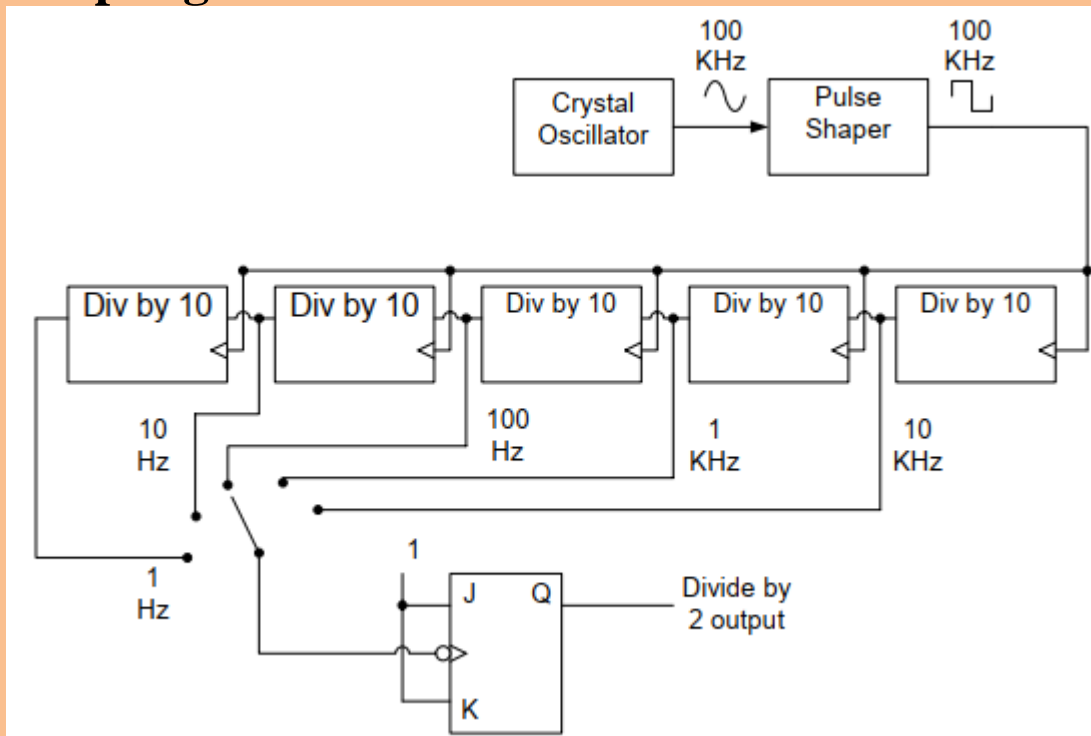 100
KHz
100
KHz
Crystal
Oscillator
Pulse
Shaper
Div by 10
Div by 10
Div by 10
Div by 10
Div by 10
10
Hz
100
Hz
1
KHz
10
KHz
1
Hz
1
J
Q
K
Divide by
2 output